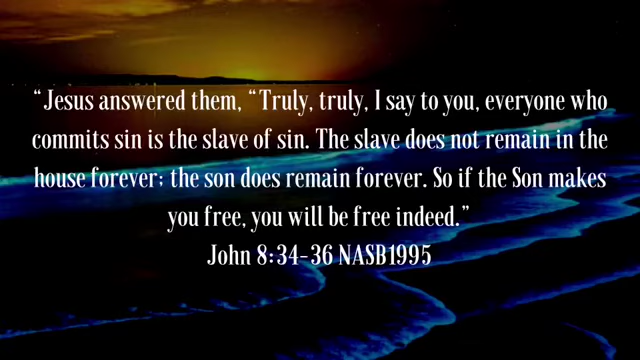 “Jesus answered them, “Truly, truly, I say to you, everyone who
commits sin is the slave of sin. The slave does not remain in the
house forever; the son does remain forever. So if the Son makes
you free, you will be free indeed.”
John 8:34-36 NASB1995